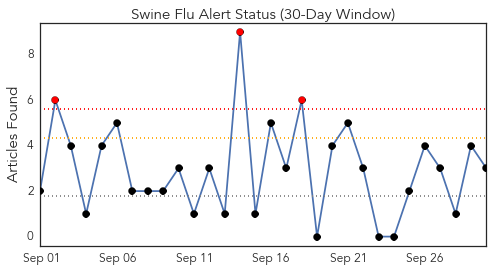 Swine Flu Alert Status (30-Day Window)
Articles Found
8
6
4
2
0
Sep 01 Sep 06 Sep 11 Sep 16 Sep 21 Sep 26